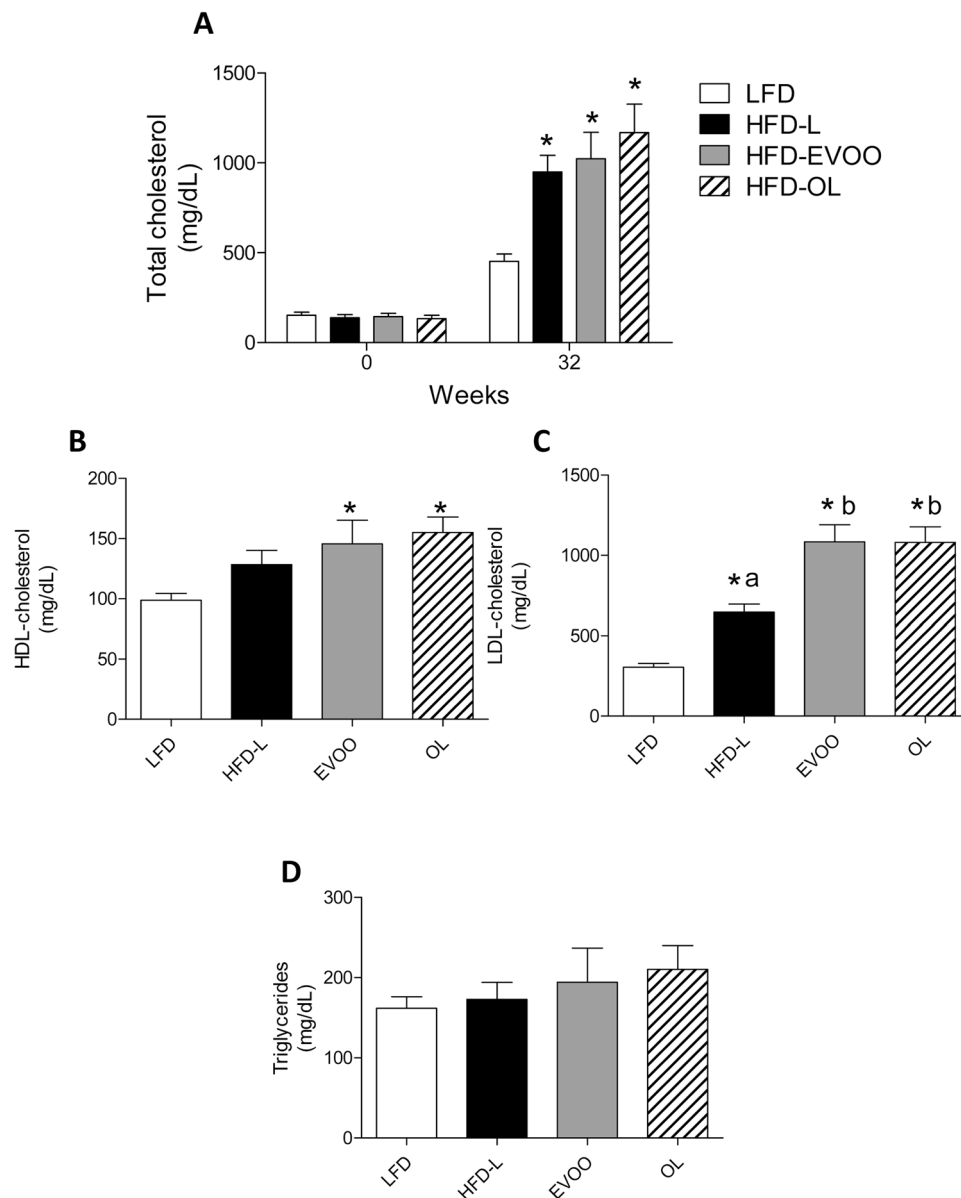 A
Total cholesterol
(mg/dL)
1500
1000
500
0
* * *
0 32
Weeks
LFD
HFD-L
HFD-EVOO
HFD-OL
B
HDL-cholesterol
(mg/dL)
200
150
100
50
0
* *
LFD HFD-L EVOO OL
C
LDL-cholesterol
(mg/dL)
1500
1000
500
0
*a * b *b
LFD HFD-L EVOO OL
D
Triglycerides
(mg/dL)
300
200
100
0
LFD HFD-L EVOO OL